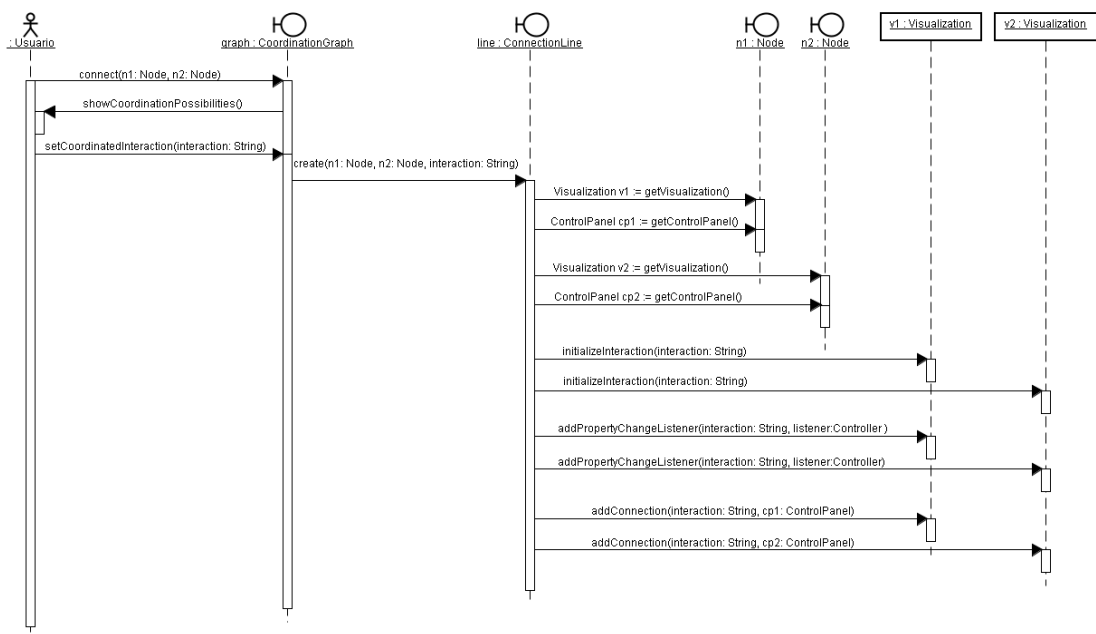 : Usuario
graph : CoordinationGraph
line : ConnectionLine
n1 : Node
n2 : Node
v1 : Visualization
v2 : Visualization
connect(n1: Node, n2: Node)
showCoordinationPossibilities()
setCoordinatedInteraction(interaction: String)
create(n1: Node, n2: Node, interaction: String)
Visualization v1 := getVisualization()
ControlPanel cp1 := getControlPanel()
Visualization v2 := getVisualization()
ControlPanel cp2 := getControlPanel()
initializeInteraction(interaction: String)
initializeInteraction(interaction: String)
addPropertyChangeListener(interaction: String, listener:Controller )
addPropertyChangeListener(interaction: String, listener:Controller)
addConnection(interaction: String, cp1: ControlPanel)
addConnection(interaction: String, cp2: ControlPanel)